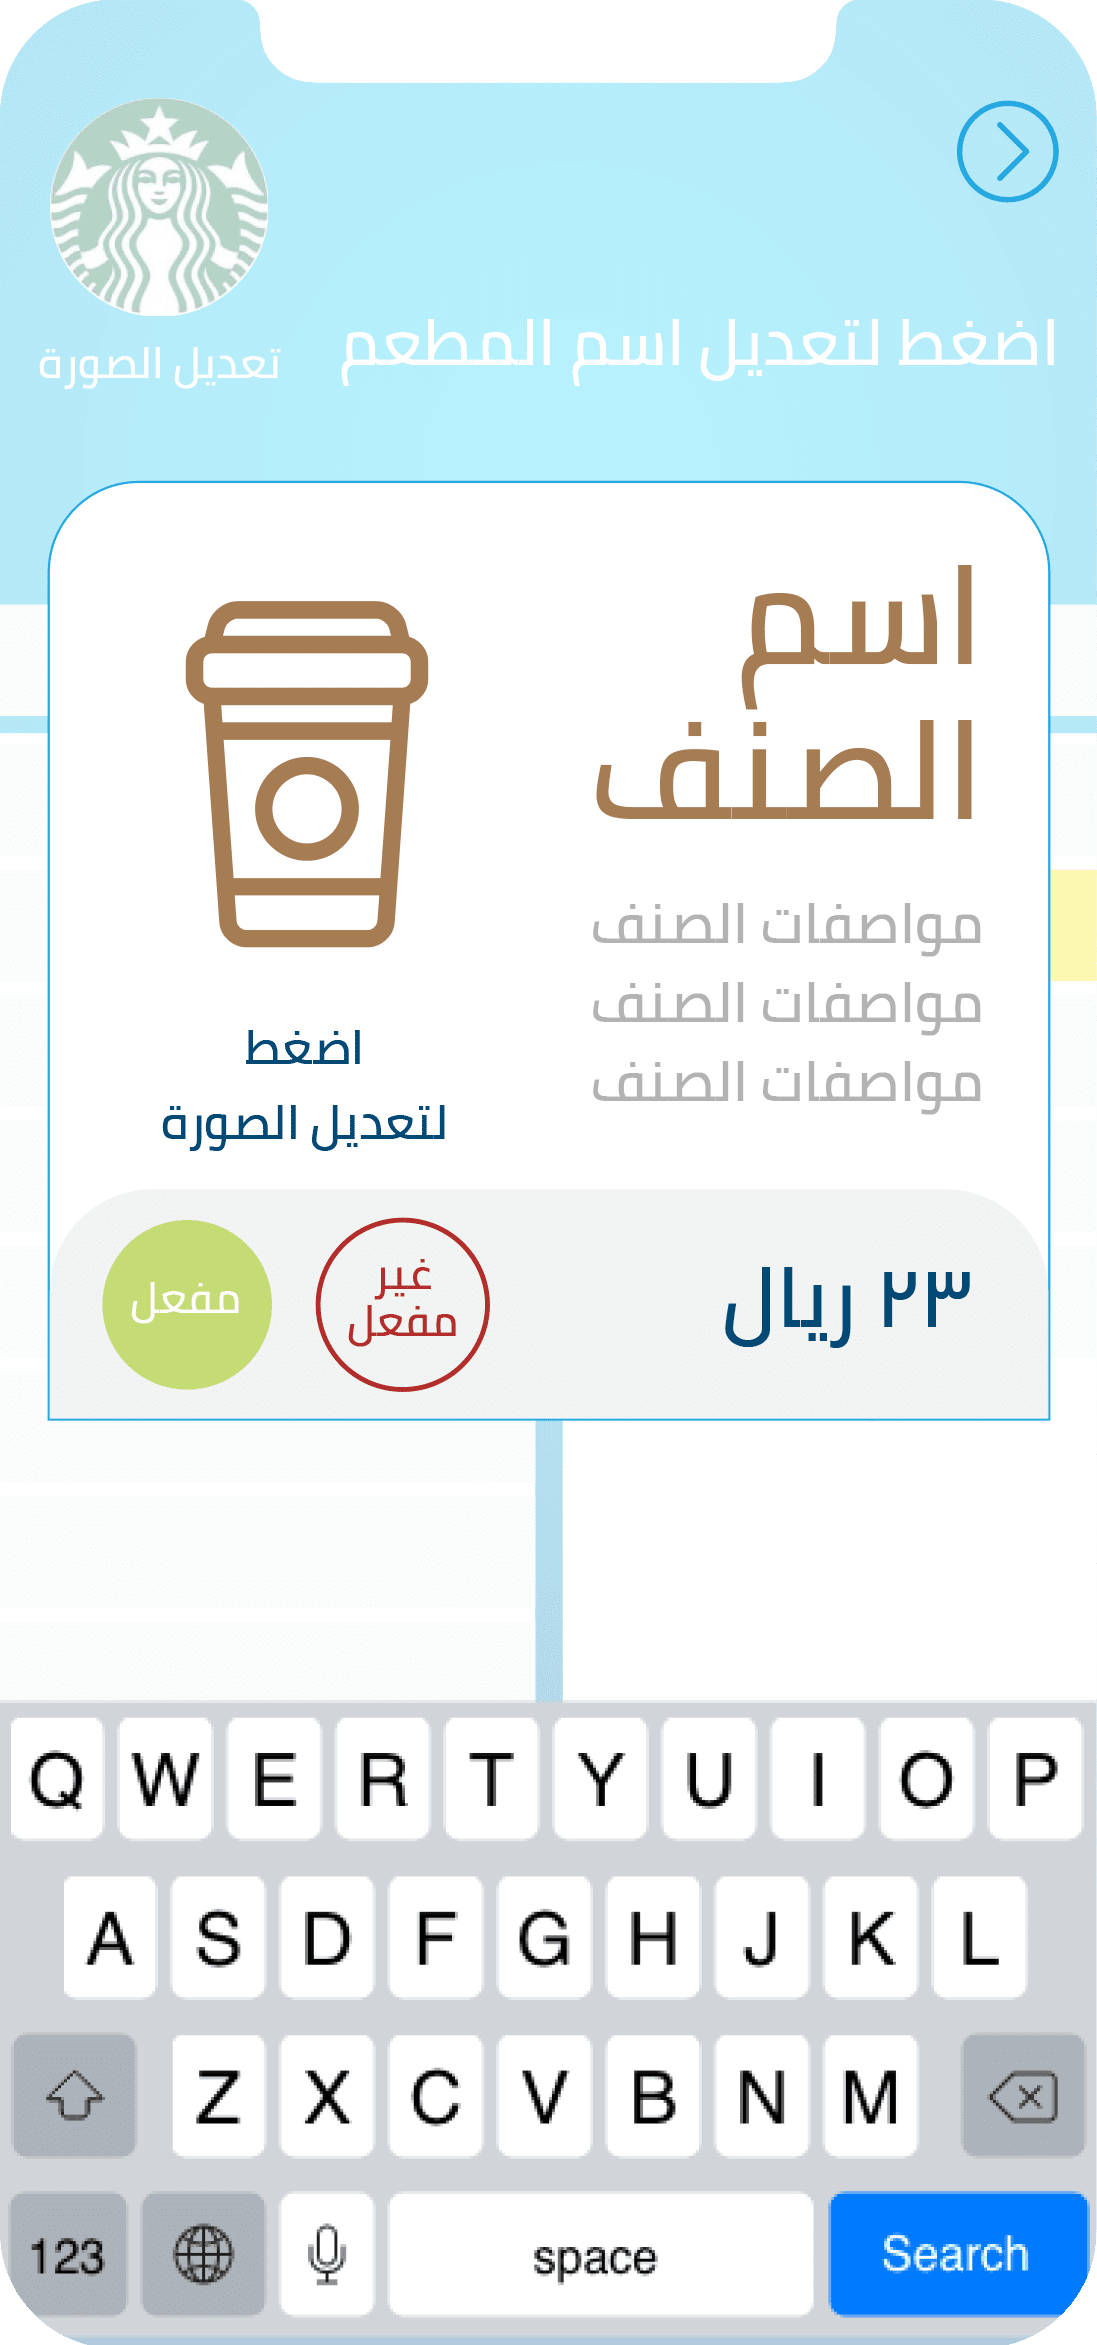 اضغط لتعديل اسم المطعم
تعديل الصورة
اسم
الصنف
مواصفات الصنف
مواصفات الصنف
مواصفات الصنف
اضغط
لتعديل الصورة
٢٣ ريال
غير
مفعل
مفعل
Q W E R T Y U I O P
A S D F G H J K L
Z X C V B N M
123 space Search